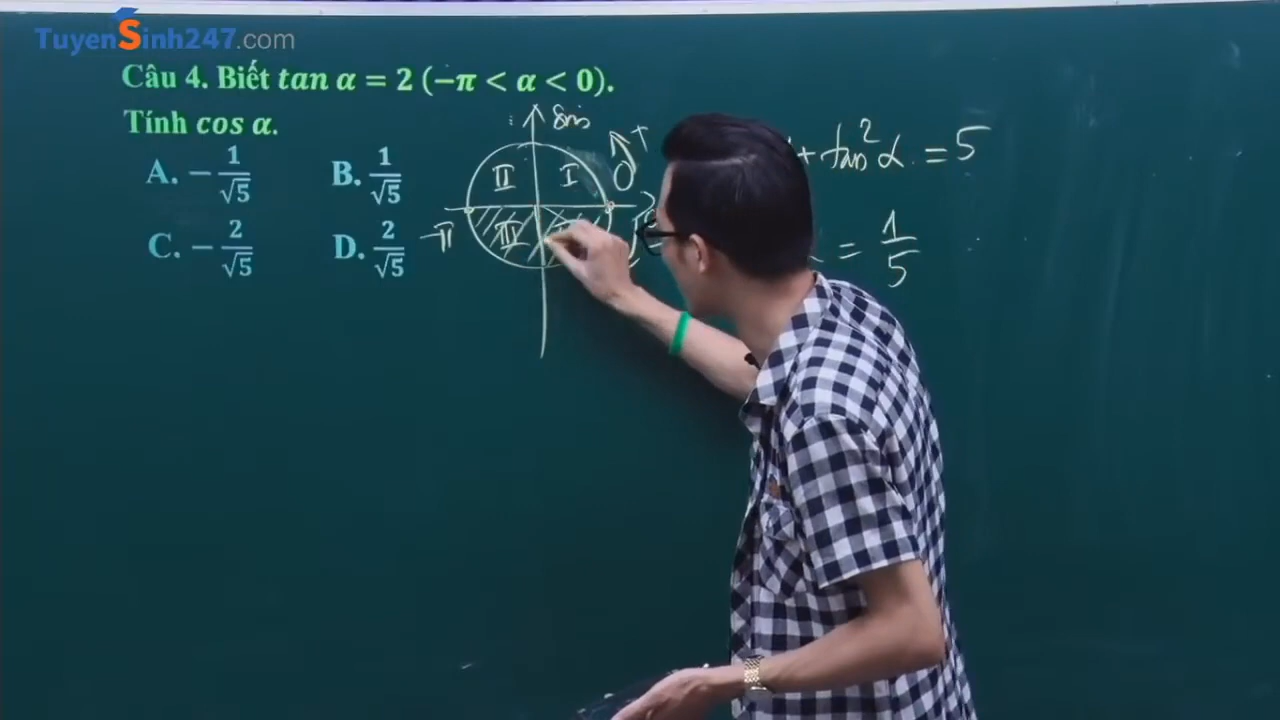 TuyenSinh247.com
Câu 4. Biết tan α = 2 (−π < α < 0).
Tính cos α.
A. −1/√5 B. 1/√5
C. −2/√5 D. 2/√5
sin
+
II I 0
−π III
+ tan²α = 5
= 1/5